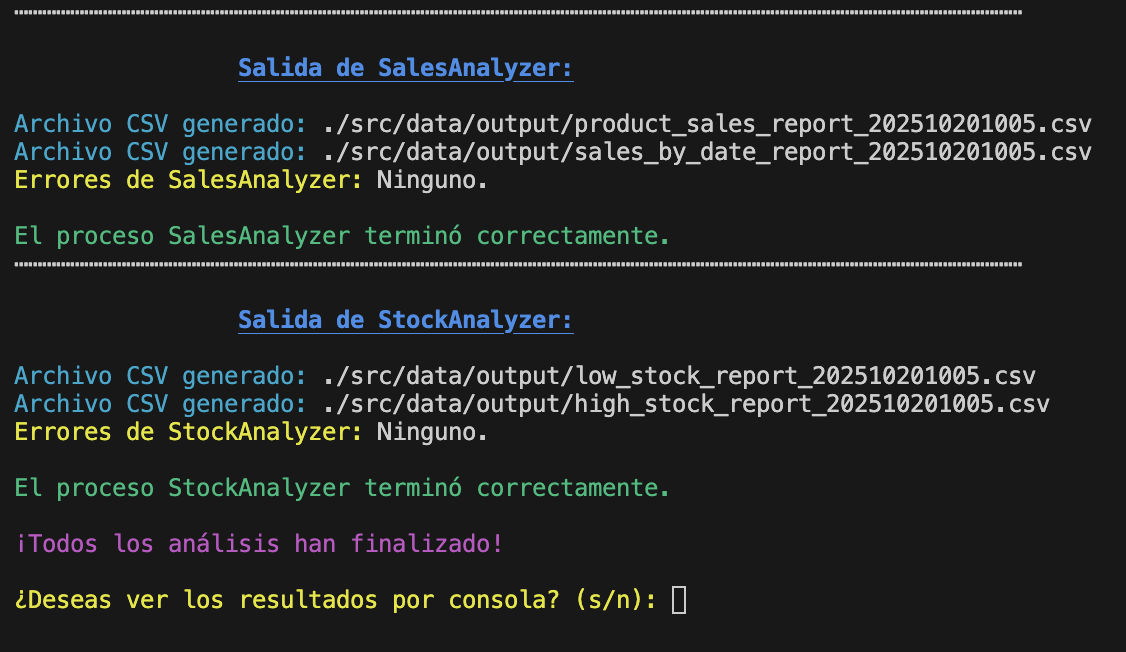 Salida de SalesAnalyzer:
Archivo CSV generado: ./src/data/output/product_sales_report_202510201005.csv
Archivo CSV generado: ./src/data/output/sales_by_date_report_202510201005.csv
Errores de SalesAnalyzer: Ninguno.
El proceso SalesAnalyzer terminó correctamente.
Salida de StockAnalyzer:
Archivo CSV generado: ./src/data/output/low_stock_report_202510201005.csv
Archivo CSV generado: ./src/data/output/high_stock_report_202510201005.csv
Errores de StockAnalyzer: Ninguno.
El proceso StockAnalyzer terminó correctamente.
¡Todos los análisis han finalizado!
¿Deseas ver los resultados por consola? (s/n):